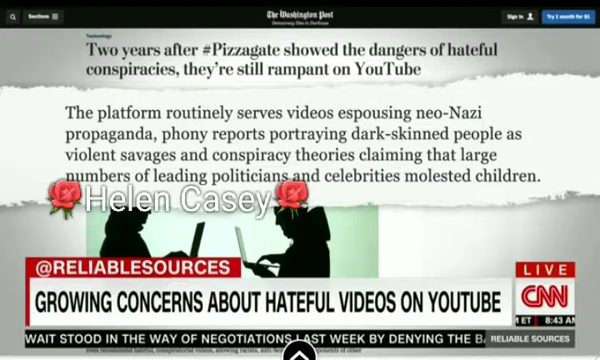 Sections
The Washington Post
Democracy Dies in Darkness
Sign in
Try 1 month for $1
Technology
Two years after #Pizzagate showed the dangers of hateful
conspiracies, they're still rampant on YouTube
The platform routinely serves videos espousing neo-Nazi
propaganda, phony reports portraying dark-skinned people as
violent savages and conspiracy theories claiming that large
numbers of leading politicians and celebrities molested children.
Helen Casey
@RELIABLESOURCES
LIVE
GROWING CONCERNS ABOUT HATEFUL VIDEOS ON YOUTUBE
CNN
ET 8:43 AM
WAIT STOOD IN THE WAY OF NEGOTIATIONS LAST WEEK BY DENYING THE
RELIABLE SOURCES